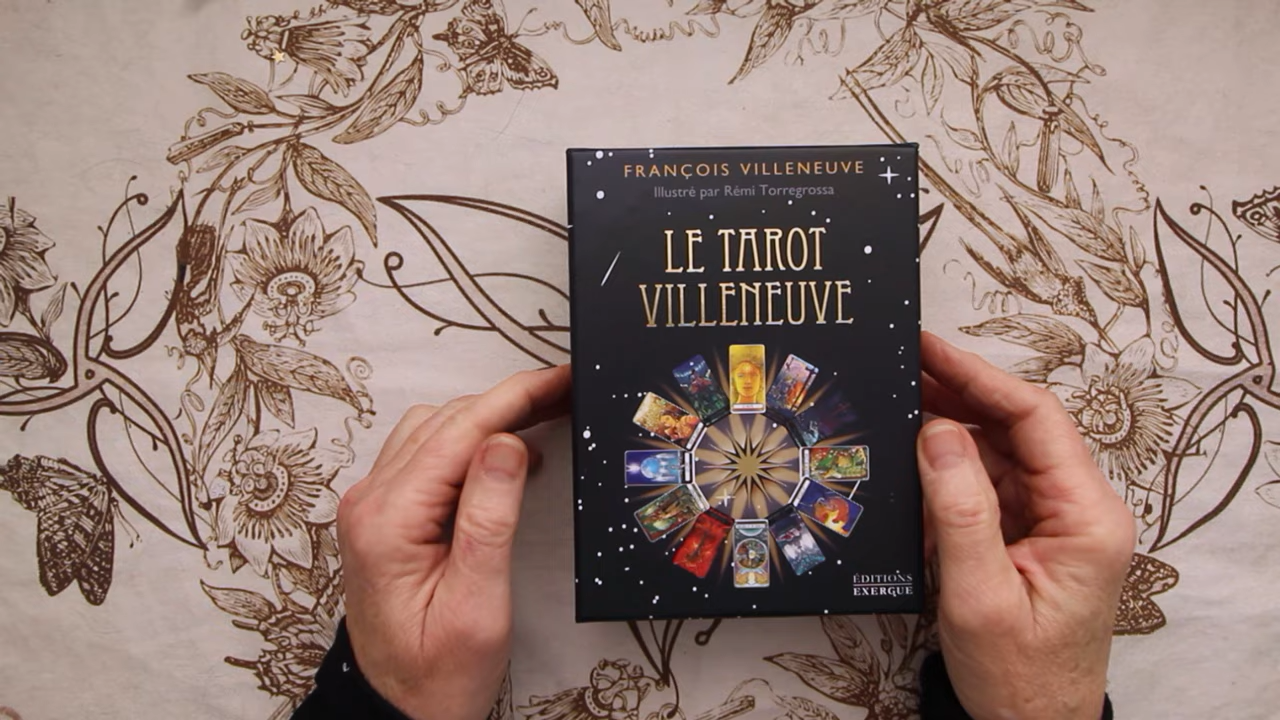 FRANÇOIS VILLENEUVE
Illustré par Rémi Torregrossa
LE TAROT
VILLENEUVE
ÉDITIONS
EXERGUE